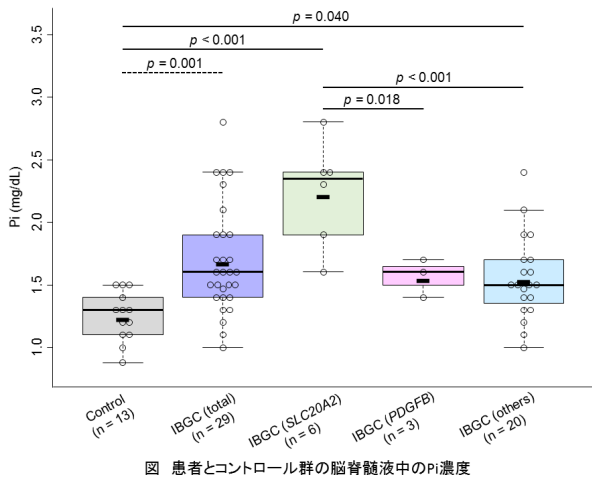 p = 0.040
p < 0.001
p = 0.001
p < 0.001
p = 0.018
3.5
3.0
2.5
2.0
1.5
1.0
Pi (mg/dL)
Control
(n = 13)
IBGC (total)
(n = 29)
IBGC (SLC20A2)
(n = 6)
IBGC (PDGFB)
(n = 3)
IBGC (others)
(n = 20)
図 患者とコントロール群の脳脊髄液中のPi濃度